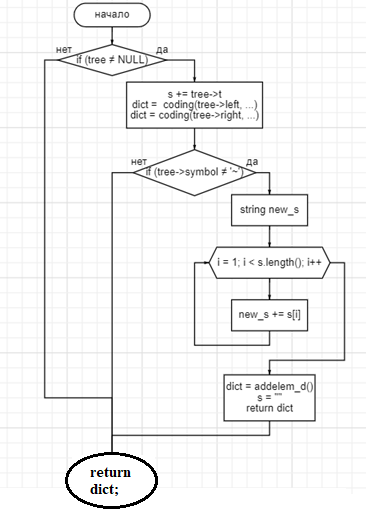 начало
нет
да
if (tree ≠ NULL)
s += tree->t
dict = coding(tree->left, ...)
dict = coding(tree->right, ...)
нет
да
if (tree->symbol ≠ '~')
string new_s
i = 1; i < s.length(); i++
new_s += s[i]
dict = addelem_d()
s = ""
return dict
return
dict;